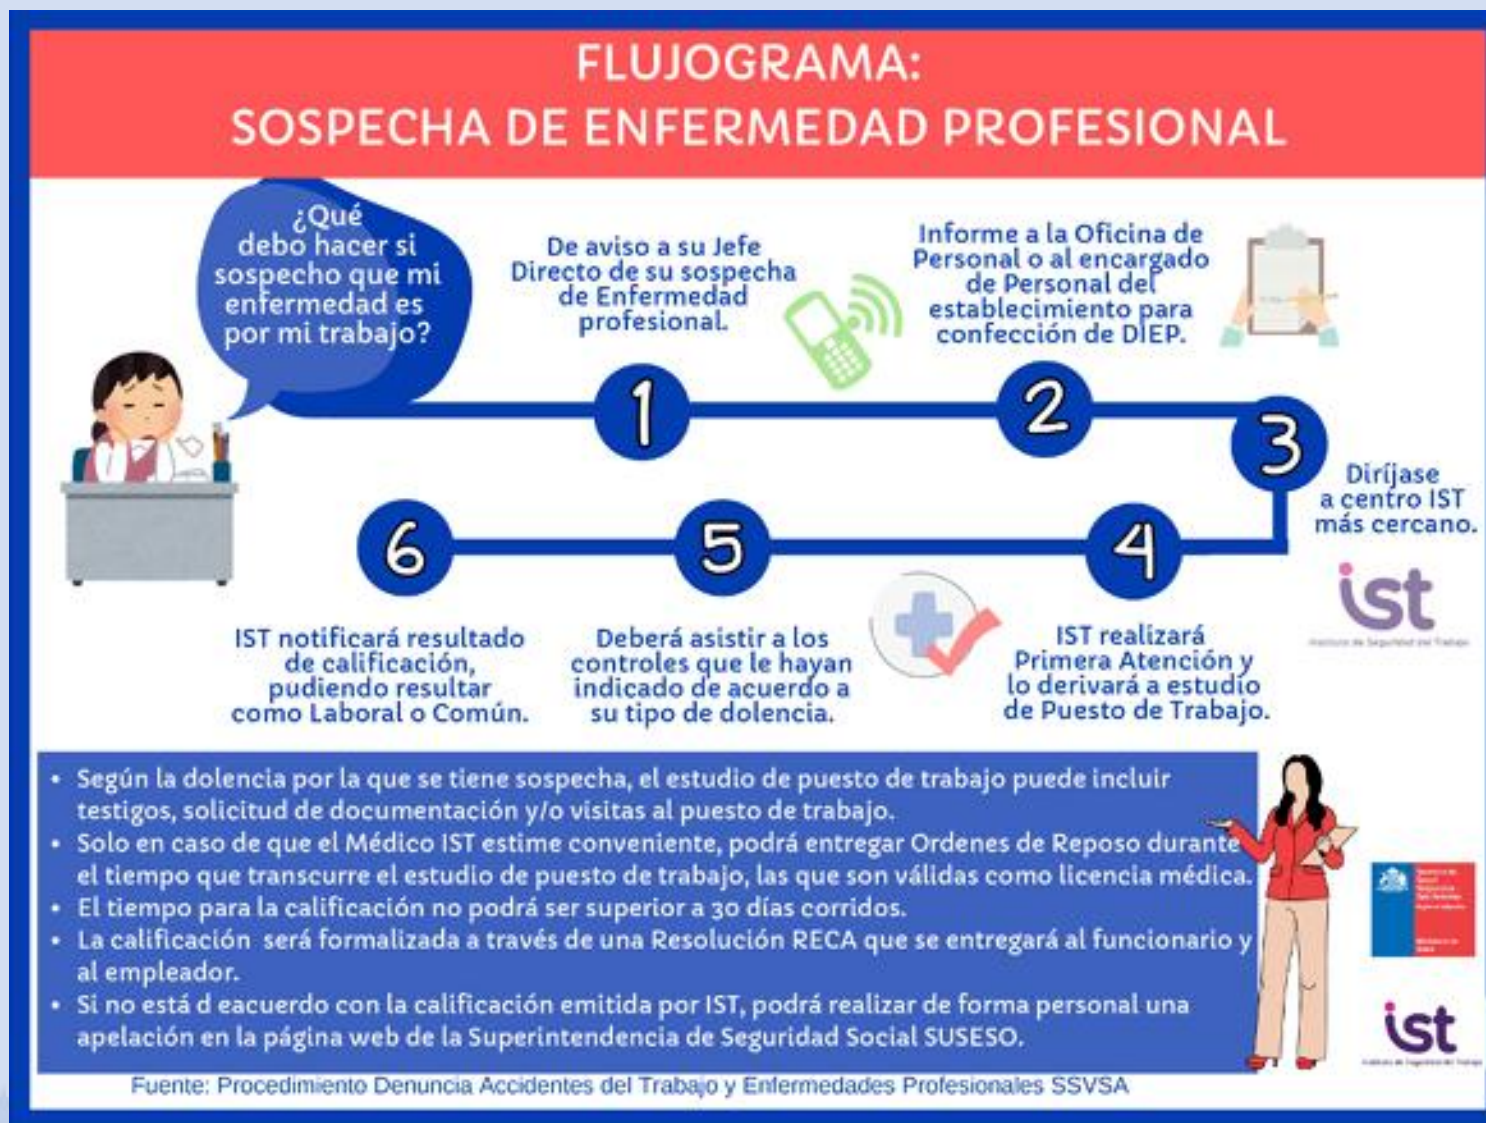 FLUJOGRAMA:
SOSPECHA DE ENFERMEDAD PROFESIONAL
¿Qué
debo hacer si
sospecho que mi
enfermedad es
por mi trabajo?
De aviso a su Jefe
Directo de su sospecha
de Enfermedad
profesional.
Informe a la Oficina de
Personal o al encargado
de Personal del
establecimiento para
confección de DIEP.
1
2
3
Diríjase
a centro IST
más cercano.
ist
Instituto de Seguridad del Trabajo
6
5
4
IST notificará resultado
de calificación,
pudiendo resultar
como Laboral o Común.
Deberá asistir a los
controles que le hayan
indicado de acuerdo a
su tipo de dolencia.
IST realizará
Primera Atención y
lo derivará a estudio
de Puesto de Trabajo.
• Según la dolencia por la que se tiene sospecha, el estudio de puesto de trabajo puede incluir
testigos, solicitud de documentación y/o visitas al puesto de trabajo.
• Solo en caso de que el Médico IST estime conveniente, podrá entregar Ordenes de Reposo durante
el tiempo que transcurre el estudio de puesto de trabajo, las que son válidas como licencia médica.
• El tiempo para la calificación no podrá ser superior a 30 días corridos.
• La calificación será formalizada a través de una Resolución RECA que se entregará al funcionario y
al empleador.
• Si no está d eacuerdo con la calificación emitida por IST, podrá realizar de forma personal una
apelación en la página web de la Superintendencia de Seguridad Social SUSESO.
ist
Instituto de Seguridad del Trabajo
Fuente: Procedimiento Denuncia Accidentes del Trabajo y Enfermedades Profesionales SSVSA